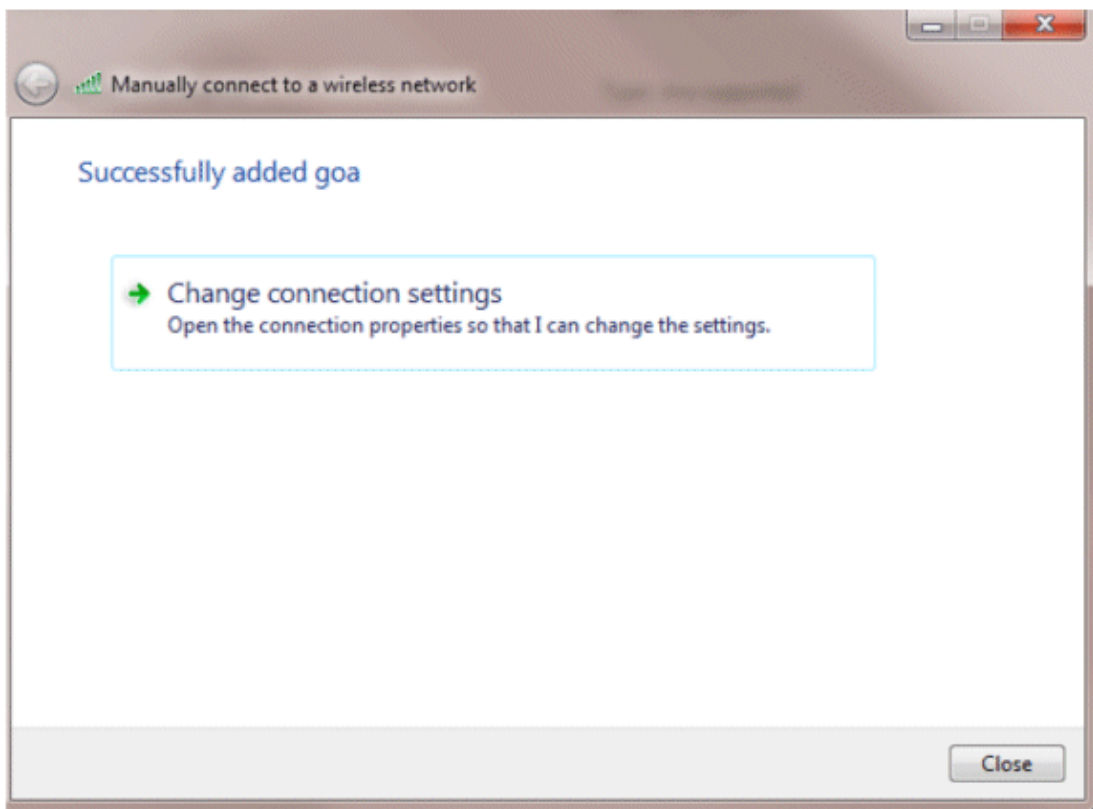 Manually connect to a wireless network
Successfully added goa
Change connection settings
Open the connection properties so that I can change the settings.
Close